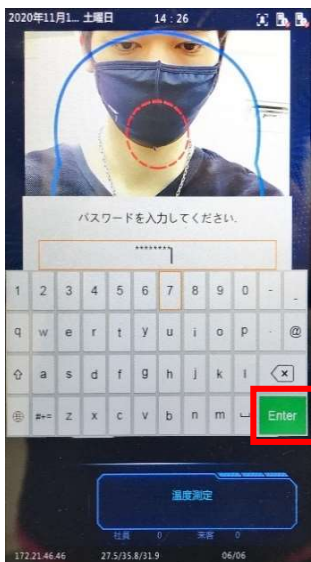 2020年11月1... 土曜日 14:26
パスワードを入力してください.
********
1 2 3 4 5 6 7 8 9 0 - _
q w e r t y u i o p . @
a s d f g h j k l
#+= z x c v b n m Enter
温度測定
社員 0 来客 0
172.21.46.46 27.5/35.8/31.9 06/06